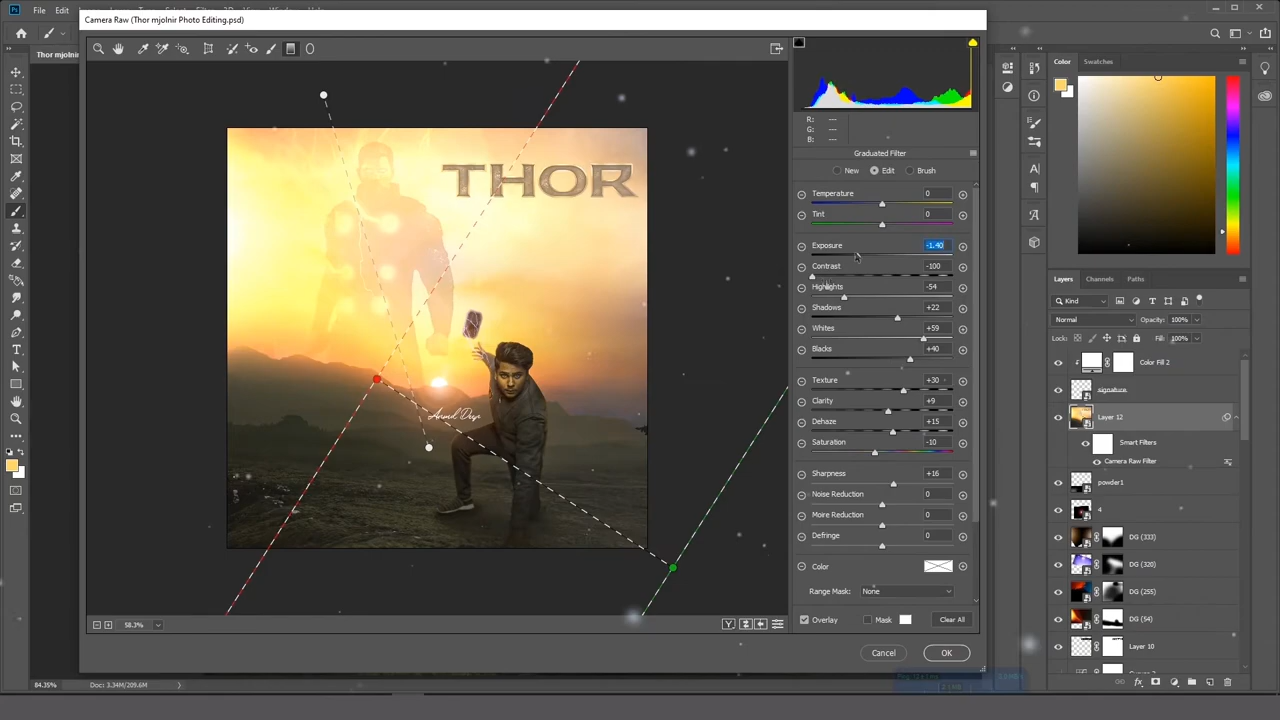 Ps File Edit
Camera Raw (Thor mjolnir Photo Editing.psd)
Thor mjoln
THOR
58.3%
R: ---
G: ---
B: ---
Graduated Filter
New Edit Brush
Temperature 0
Tint 0
Exposure -1.40
Contrast -100
Highlights -54
Shadows +22
Whites +59
Blacks +40
Texture +30
Clarity +9
Dehaze +15
Saturation -10
Sharpness +16
Noise Reduction 0
Moire Reduction 0
Defringe 0
Color
Range Mask: None
Overlay Mask Clear All
Cancel OK
Color Swatches
Layers Channels Paths
Kind
Normal Opacity: 100%
Lock: Fill: 100%
Color Fill 2
signature
Layer 12
Smart Filters
Camera Raw Filter
powder1
4
DG (333)
DG (320)
DG (255)
DG (54)
Layer 10
84.35% Doc: 3.34M/209.6M